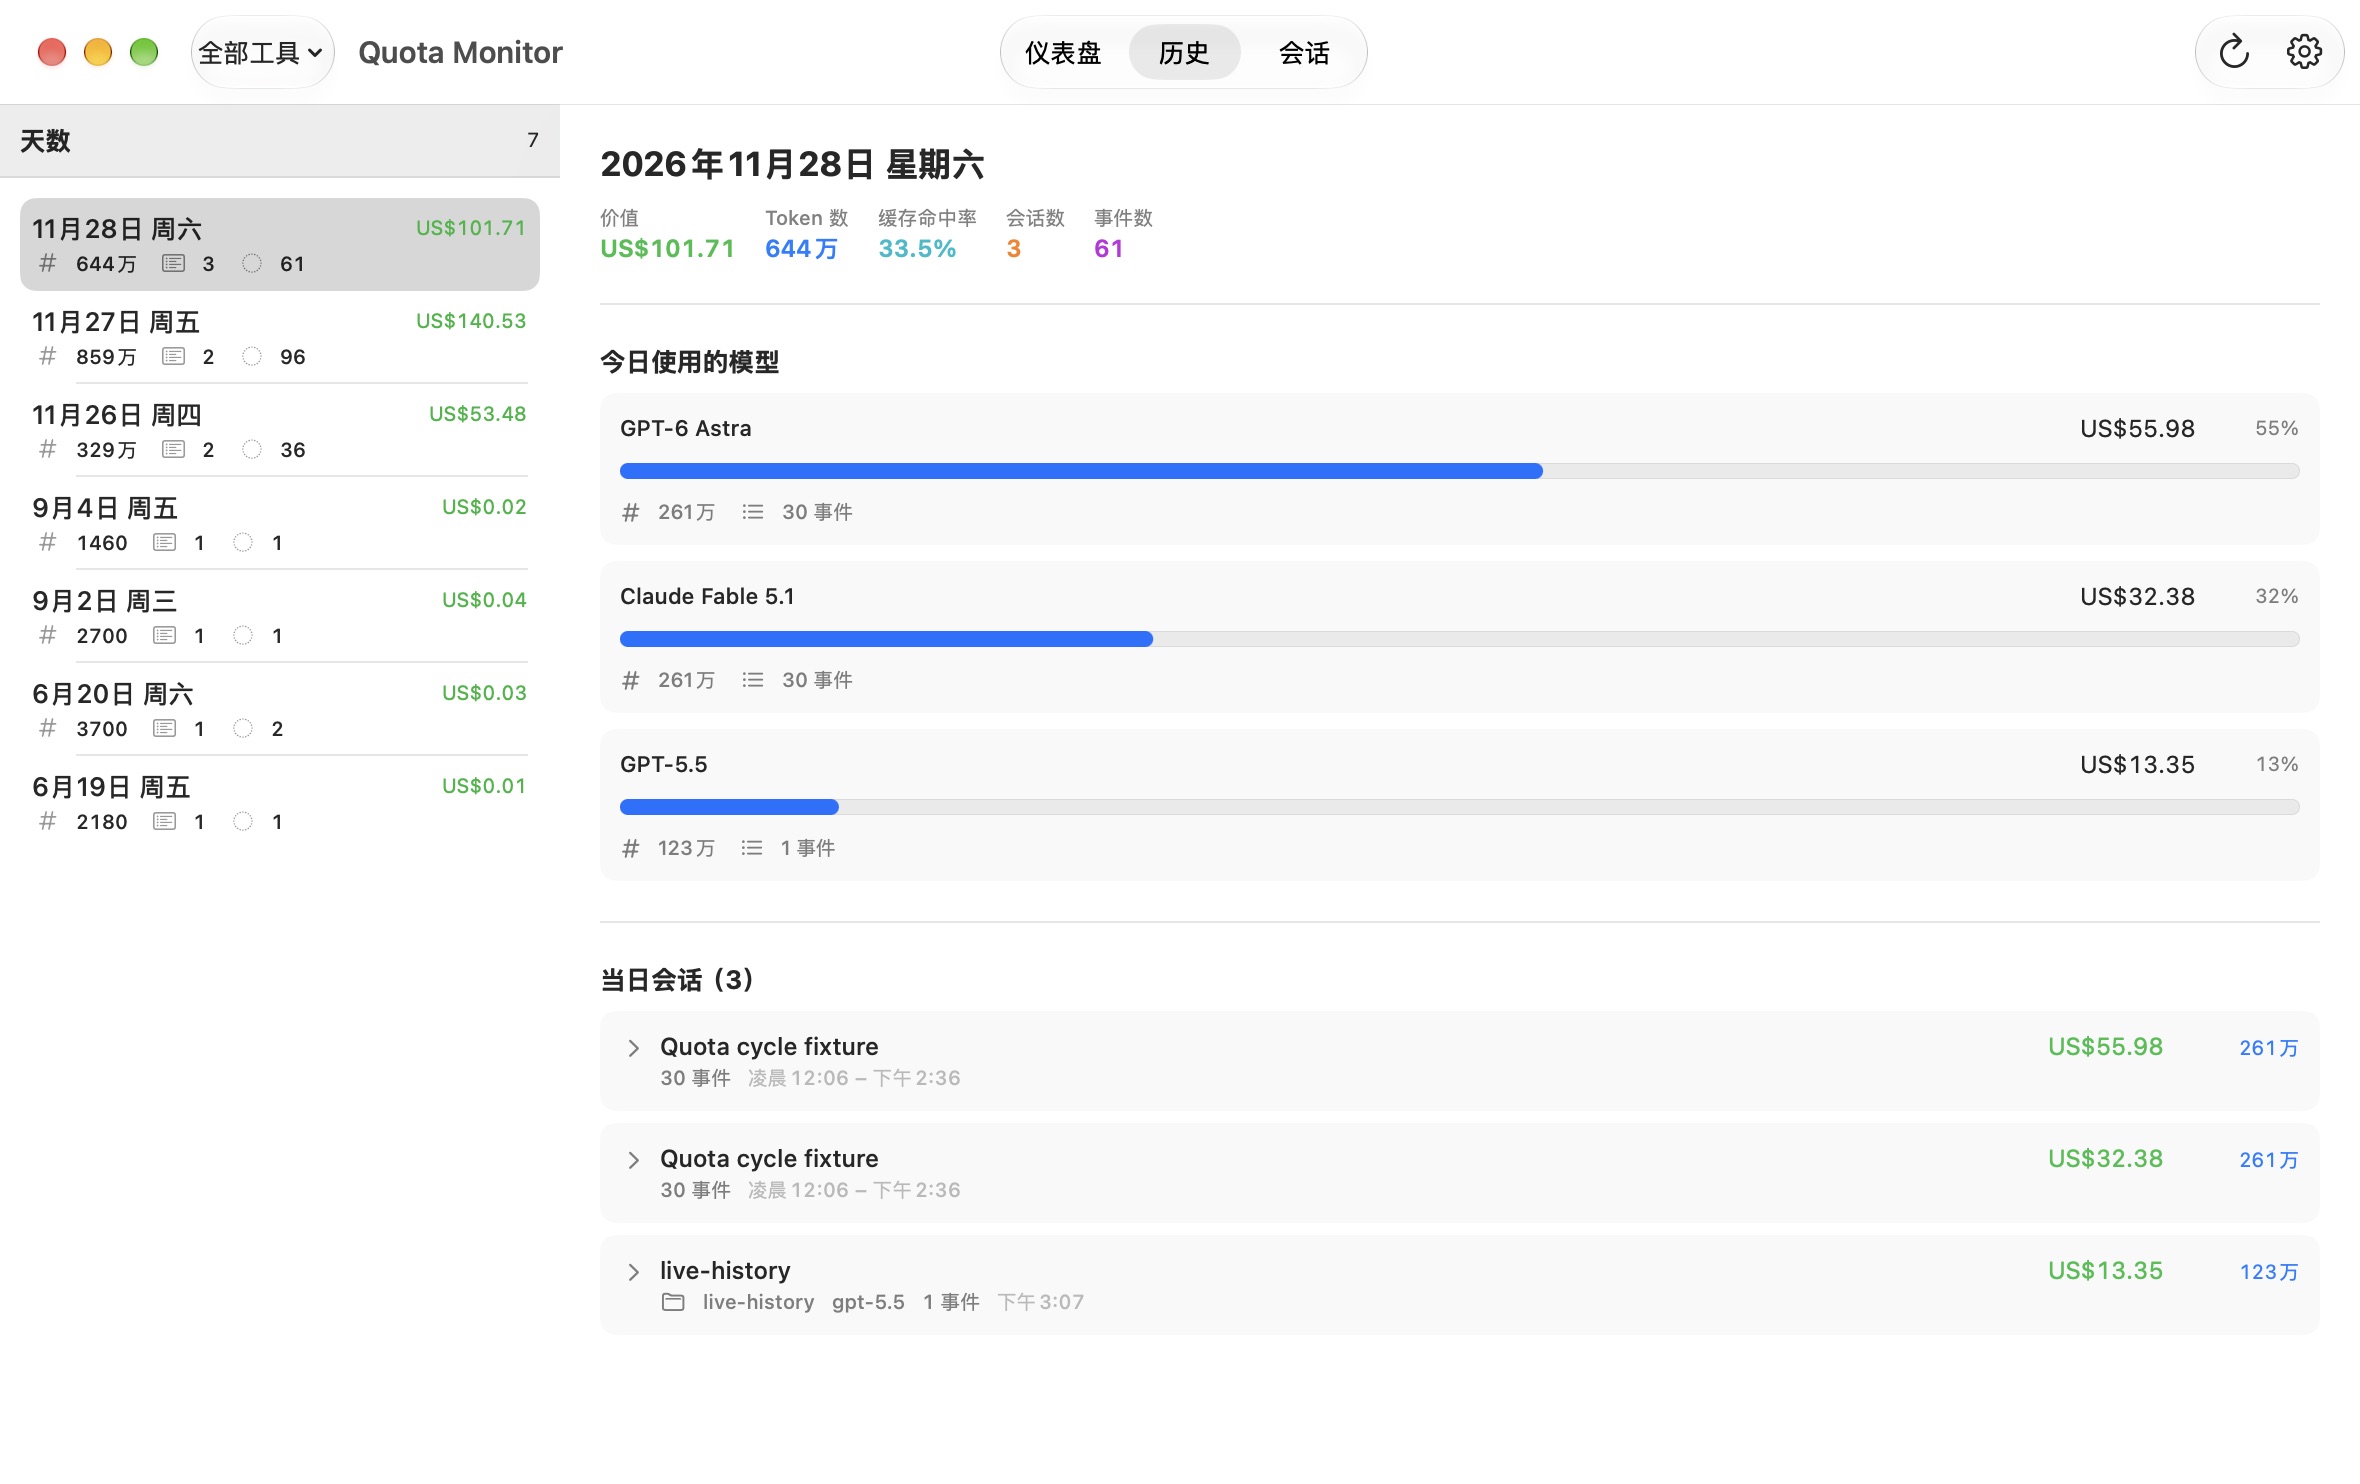 全部工具 Quota Monitor 仪表盘 历史 会话
天数 7
11月28日 周六 US$101.71
# 644万 3 61
11月27日 周五 US$140.53
# 859万 2 96
11月26日 周四 US$53.48
# 329万 2 36
9月4日 周五 US$0.02
# 1460 1 1
9月2日 周三 US$0.04
# 2700 1 1
6月20日 周六 US$0.03
# 3700 1 2
6月19日 周五 US$0.01
# 2180 1 1
2026年11月28日 星期六
价值 Token 数 缓存命中率 会话数 事件数
US$101.71 644万 33.5% 3 61
今日使用的模型
GPT-6 Astra US$55.98 55%
# 261万 30 事件
Claude Fable 5.1 US$32.38 32%
# 261万 30 事件
GPT-5.5 US$13.35 13%
# 123万 1 事件
当日会话（3）
Quota cycle fixture US$55.98 261万
30 事件 凌晨12:06 – 下午2:36
Quota cycle fixture US$32.38 261万
30 事件 凌晨12:06 – 下午2:36
live-history US$13.35 123万
live-history gpt-5.5 1 事件 下午3:07